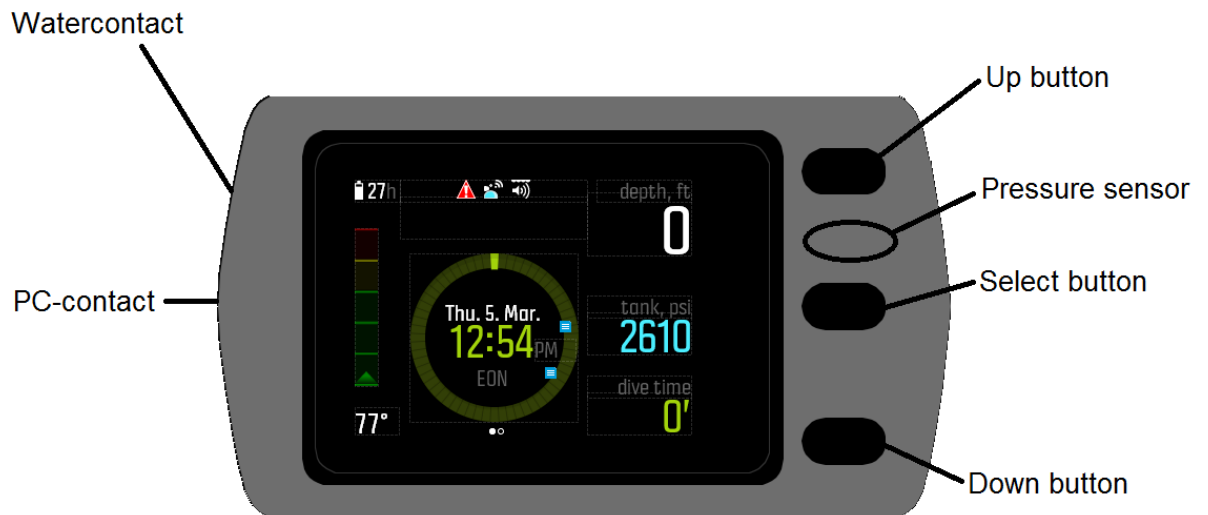 Watercontact
Up button
Pressure sensor
Select button
PC-contact
Down button
27h
depth, ft
0
Thu. 5. Mar.
12:54 PM
EON
tank, psi
2610
dive time
0'
77°